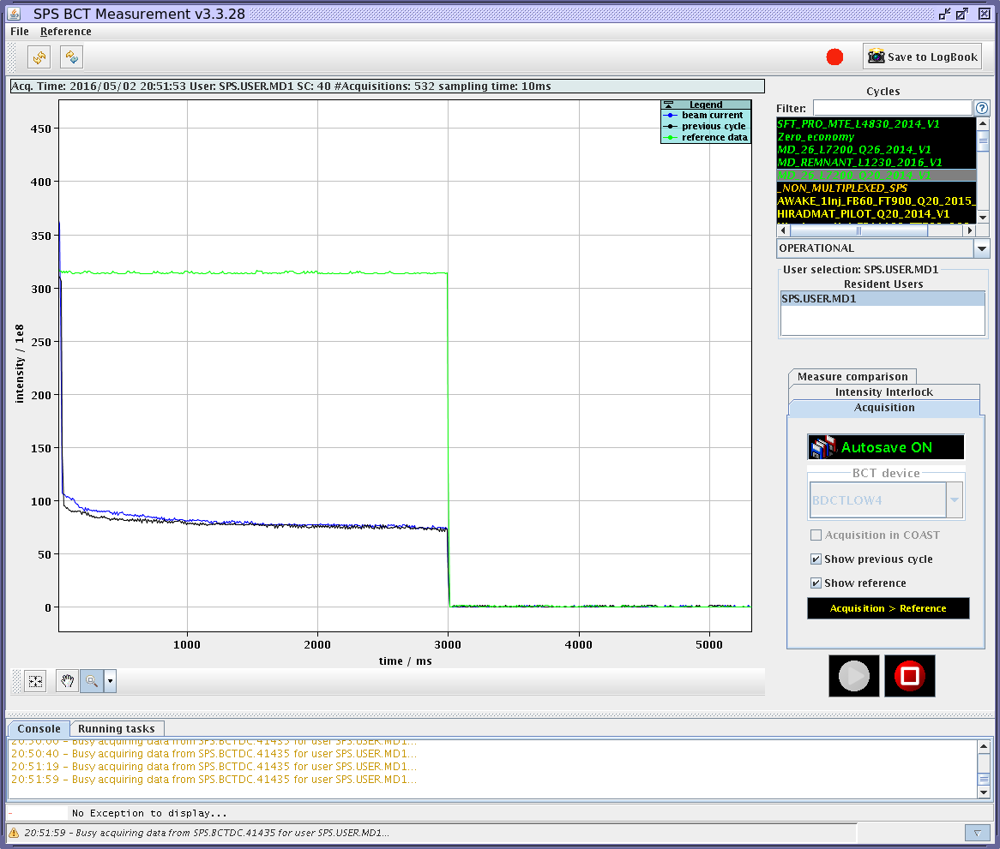 SPS BCT Measurement v3.3.28
File Reference
Save to LogBook
Acq. Time: 2016/05/02 20:51:53 User: SPS.USER.MD1 SC: 40 #Acquisitions: 532 sampling time: 10ms
Legend
beam current
previous cycle
reference data
450
400
350
300
250
200
150
100
50
0
intensity / 1e8
1000 2000 3000 4000 5000
time / ms
Cycles
Filter:
?
SFT_PRO_MTE_L4830_2014_V1
Zero_economy
MD_26_L7200_Q26_2014_V1
MD_REMNANT_L1230_2016_V1
MD_26_L7200_Q20_2014_V1
_NON_MULTIPLEXED_SPS
AWAKE_1Inj_FB60_FT900_Q20_2015_
HIRADMAT_PILOT_Q20_2014_V1
OPERATIONAL
User selection: SPS.USER.MD1
Resident Users
SPS.USER.MD1
Measure comparison
Intensity Interlock
Acquisition
Autosave ON
BCT device
BDCTLOW4
Acquisition in COAST
Show previous cycle
Show reference
Acquisition > Reference
Console Running tasks
20:50:00 – Busy acquiring data from SPS.BCTDC.41435 for user SPS.USER.MD1...
20:50:40 – Busy acquiring data from SPS.BCTDC.41435 for user SPS.USER.MD1...
20:51:19 – Busy acquiring data from SPS.BCTDC.41435 for user SPS.USER.MD1...
20:51:59 – Busy acquiring data from SPS.BCTDC.41435 for user SPS.USER.MD1...
– No Exception to display...
20:51:59 – Busy acquiring data from SPS.BCTDC.41435 for user SPS.USER.MD1...